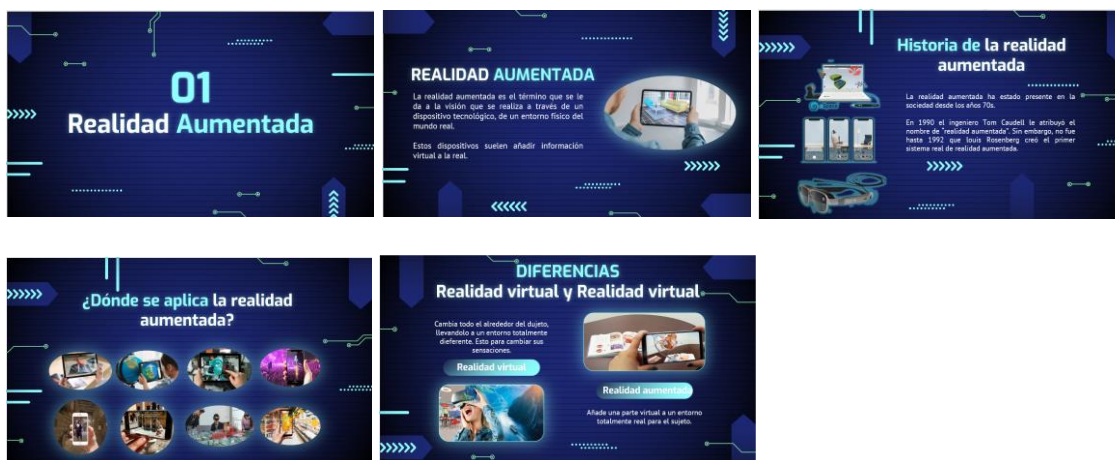 01
Realidad Aumentada
REALIDAD AUMENTADA
La realidad aumentada es el término que se le
da a la visión que se realiza a través de un
dispositivo tecnológico, de un entorno físico del
mundo real.
Estos dispositivos suelen añadir información
virtual a la real.
Historia de la realidad
aumentada
La realidad aumentada ha estado presente en la
sociedad desde los años 70s.
En 1990 el ingeniero Tom Caudell le atribuyó el
nombre de "realidad aumentada". Sin embargo, no fue
hasta 1992 que louis Rosenberg creó el primer
sistema real de realidad aumentada.
¿Dónde se aplica la realidad
aumentada?
DIFERENCIAS
Realidad virtual y Realidad virtual
Cambia todo el alrededor del dujeto,
llevandolo a un entorno totalmente
dieferente. Esto para cambiar sus
sensaciones.
Realidad virtual
Realidad aumentada
Añade una parte virtual a un entorno
totalmente real para el sujeto.